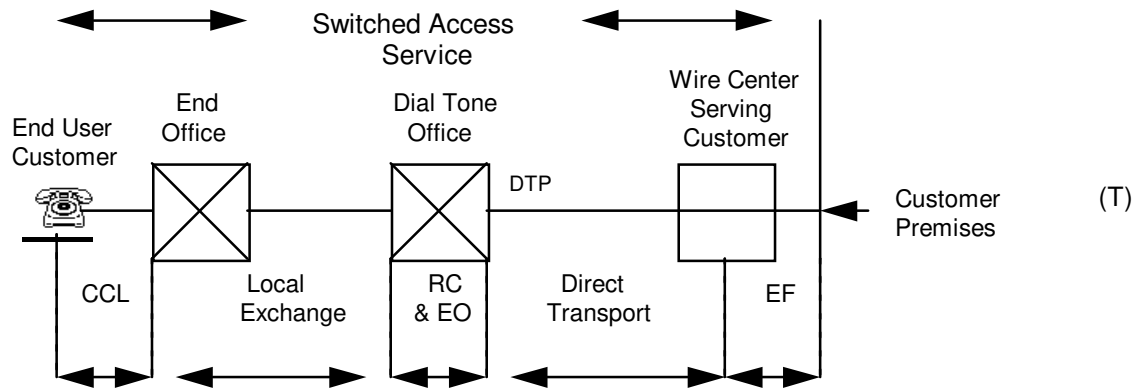 Switched Access
Service
Wire Center
Serving
Customer
End
Office
Dial Tone
Office
End User
Customer
DTP
Customer
Premises
(T)
CCL
Local
Exchange
RC
& EO
Direct
Transport
EF